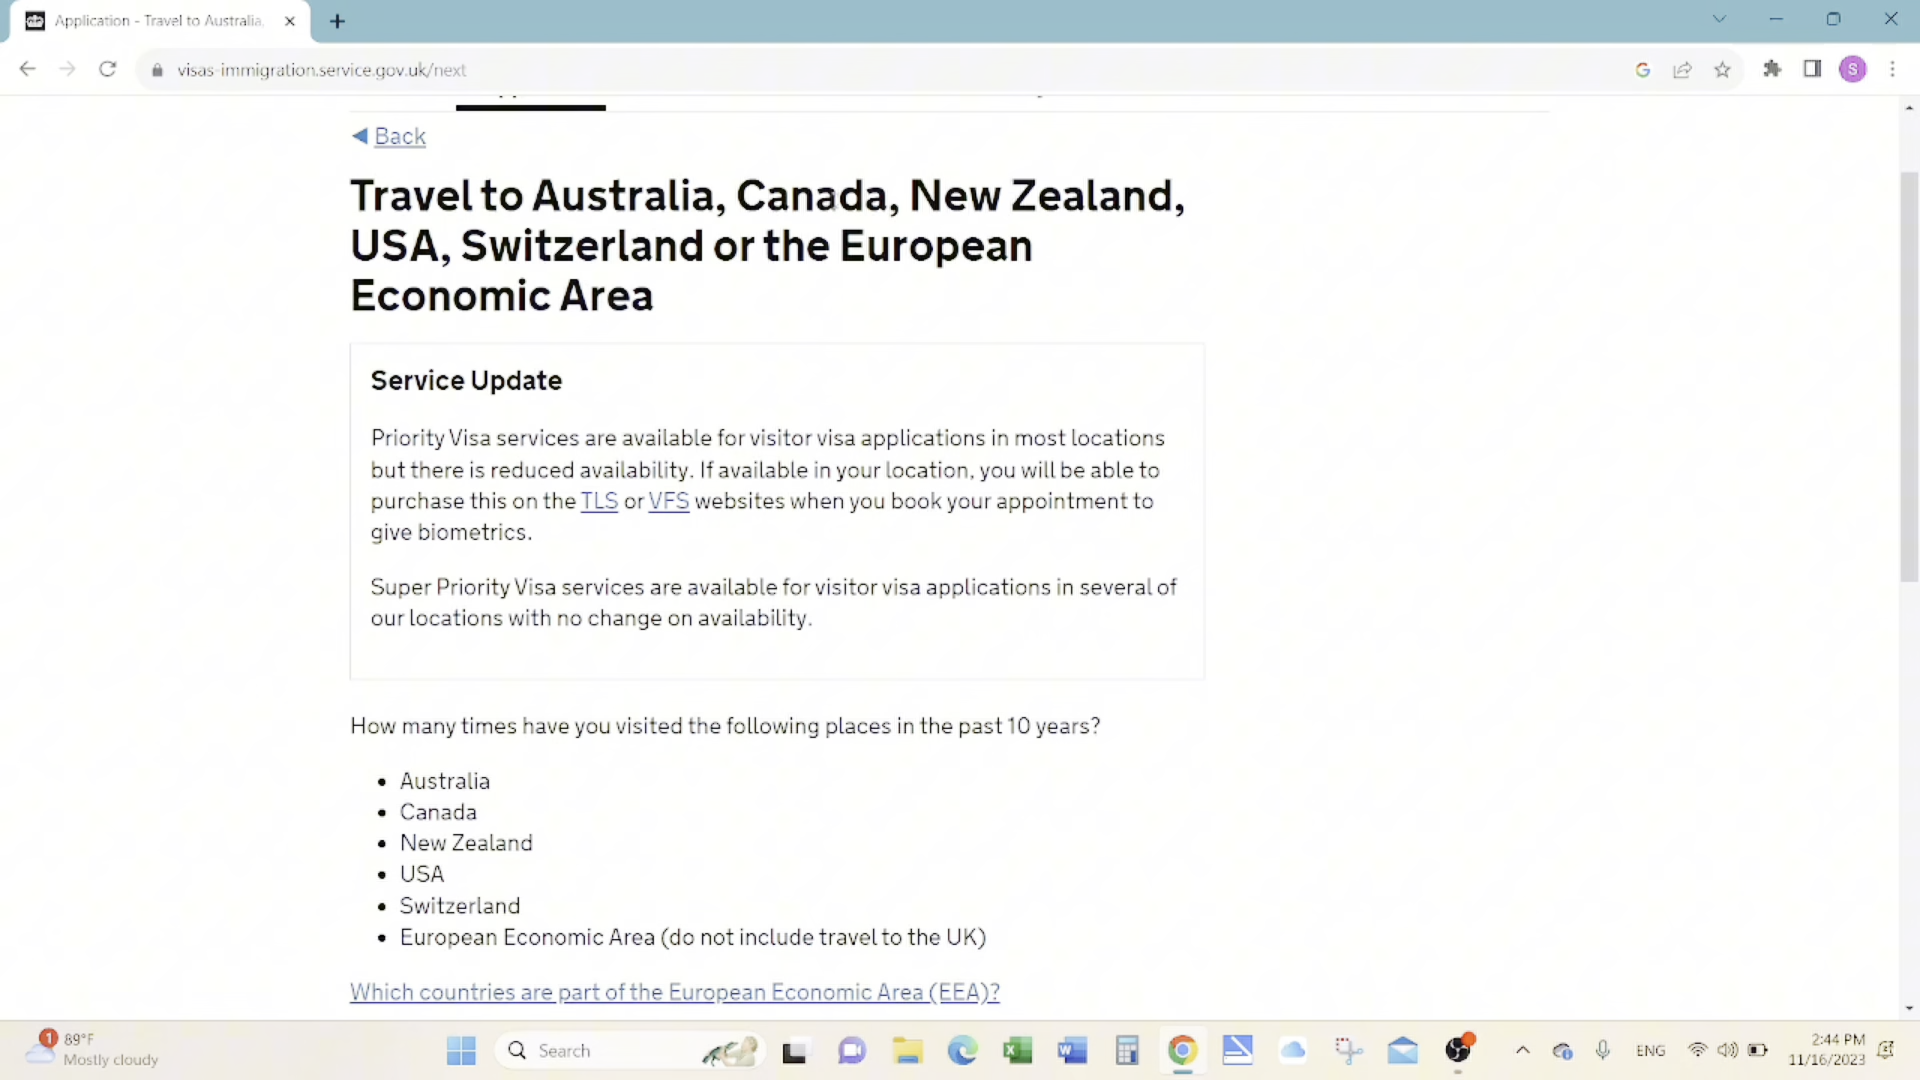 Application - Travel to Australia,
visas-immigration.service.gov.uk/next
S
Back
Travel to Australia, Canada, New Zealand,
USA, Switzerland or the European
Economic Area
Service Update
Priority Visa services are available for visitor visa applications in most locations
but there is reduced availability. If available in your location, you will be able to
purchase this on the TLS or VFS websites when you book your appointment to
give biometrics.
Super Priority Visa services are available for visitor visa applications in several of
our locations with no change on availability.
How many times have you visited the following places in the past 10 years?
• Australia
• Canada
• New Zealand
• USA
• Switzerland
• European Economic Area (do not include travel to the UK)
Which countries are part of the European Economic Area (EEA)?
1
89°F
Mostly cloudy
Search
ENG
2:44 PM
11/16/2023